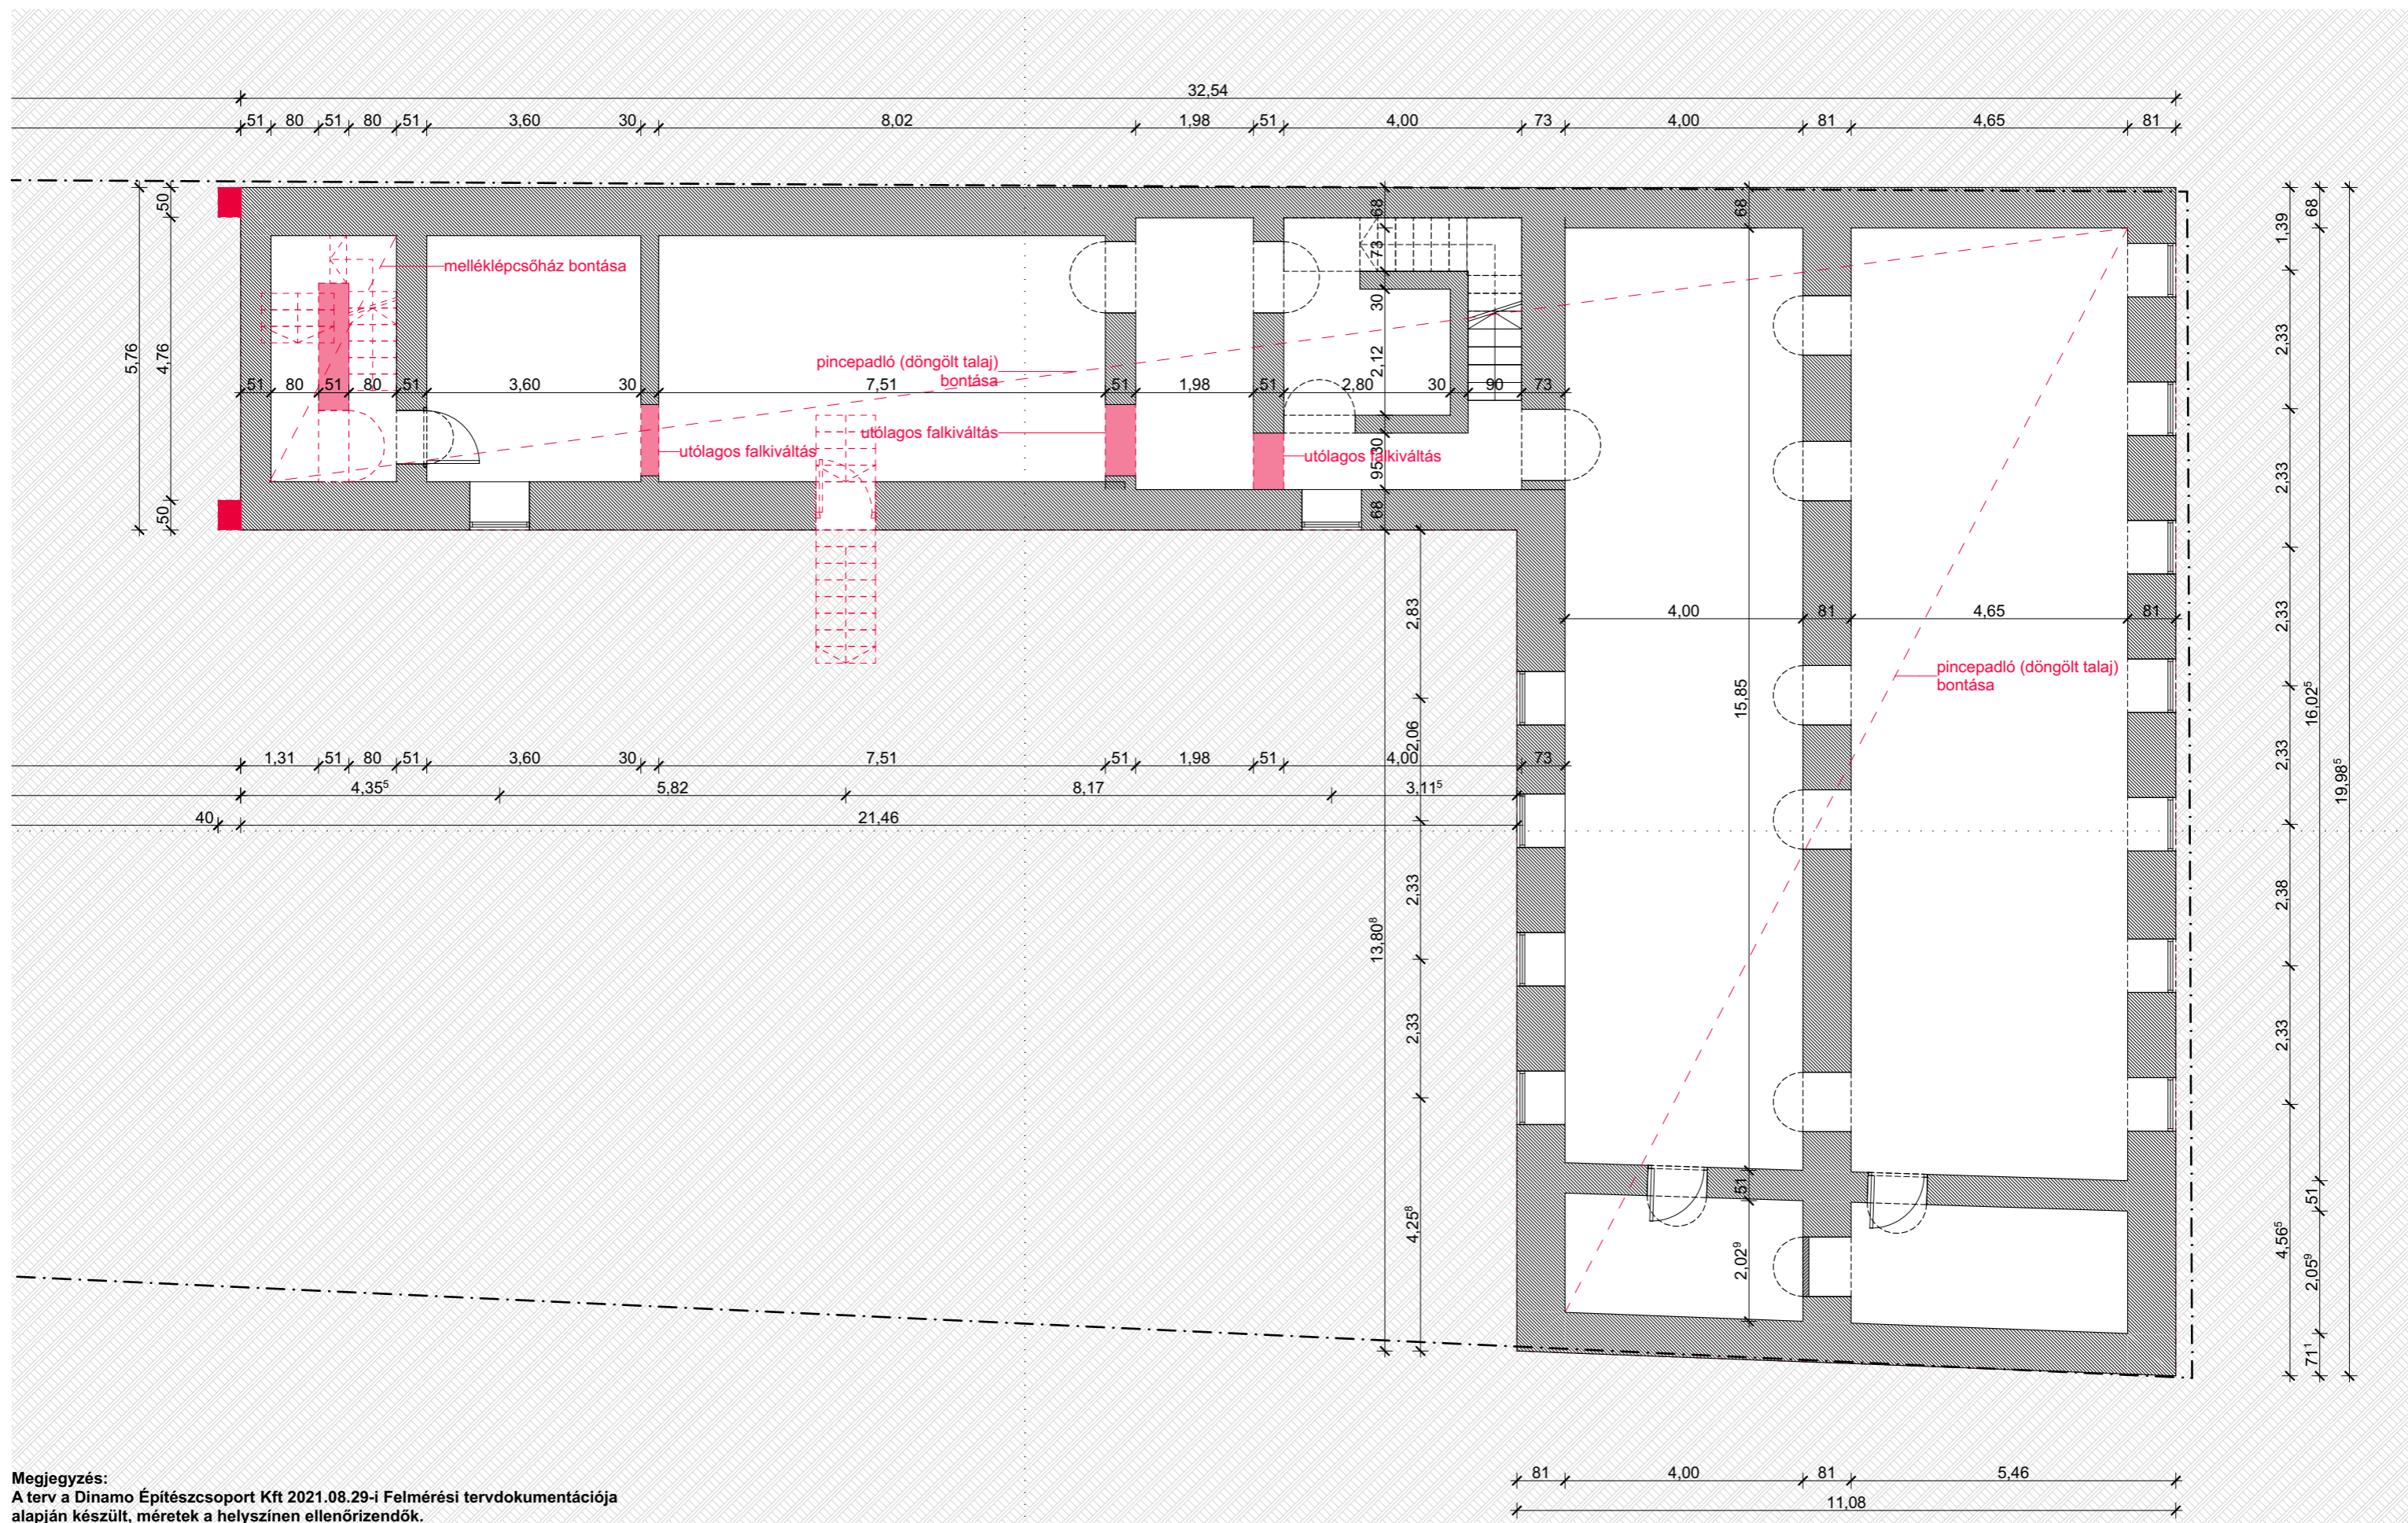 32,54
51 80 51 80 51 3,60 30 8,02 1,98 51 4,00 73 4,00 81 4,65 81
5,76
50
4,76
50
68
73
30
2,12
30
95
68
68
1,39
68
melléklépcsőház bontása
pincepadló (döngölt talaj)
bontása
51 80 51 80 51 3,60 30 7,51 51 1,98 51 2,80 30 90 73
utólagos falkiváltás
utólagos falkiváltás
utólagos falkiváltás
2,33
2,33
2,33
2,33
2,38
2,33
4,56⁵
16,02⁵
19,98⁵
51
2,05⁹
71¹
4,00 81 4,65 81
2,83
2,06
2,33
2,33
4,25⁸
13,80⁸
15,85
51
2,02⁹
pincepadló (döngölt talaj)
bontása
1,31 51 80 51 3,60 30 7,51 51 1,98 51 4,00 73
4,35⁵ 5,82 8,17 3,11⁵
40 21,46
81 4,00 81 5,46
11,08
Megjegyzés:
A terv a Dinamo Építészcsoport Kft 2021.08.29-i Felmérési tervdokumentációja
alapján készült, méretek a helyszínen ellenőrizendők.